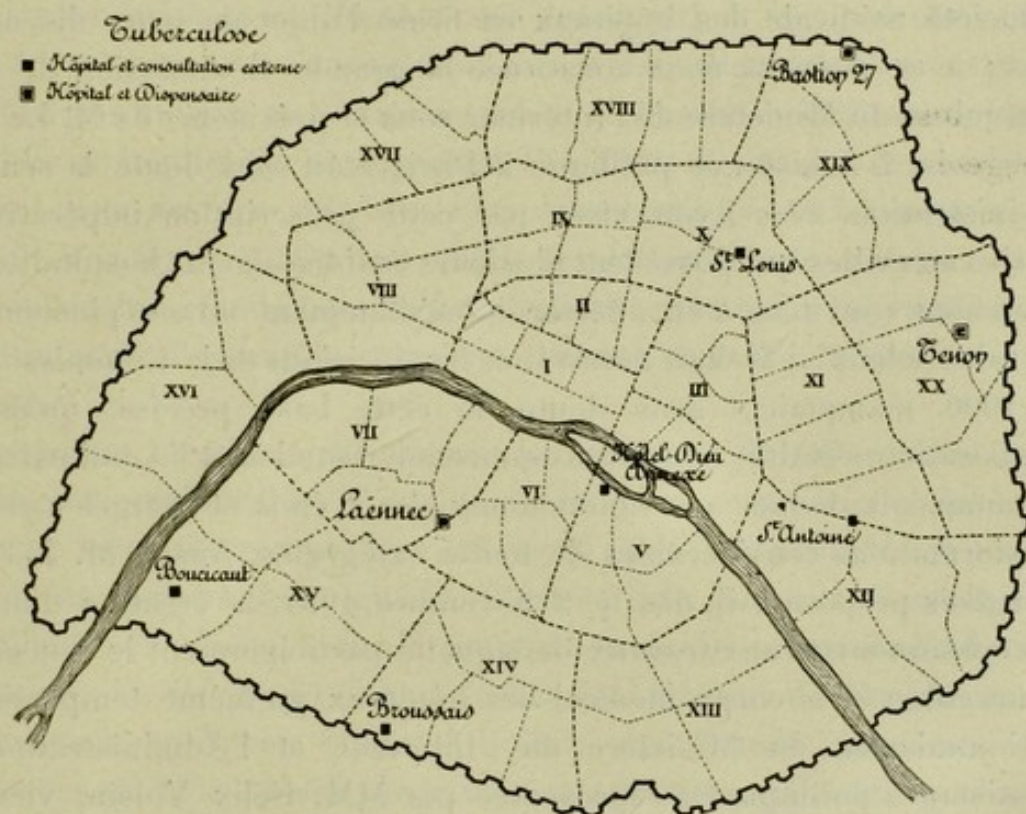 Tuberculose
Hôpital et consultation externe
Hôpital et Dispensaire
Bastion 27
XVIII
XVII
XIX
IX
X
St. Louis
VIII
II
Tenon
I
XI
XX
XVI
III
VII
Hôtel-Dieu
Annexe
VI
Laennec
St. Antoine
V
Boucicaut
XV
XII
XIV
XIII
Broussais